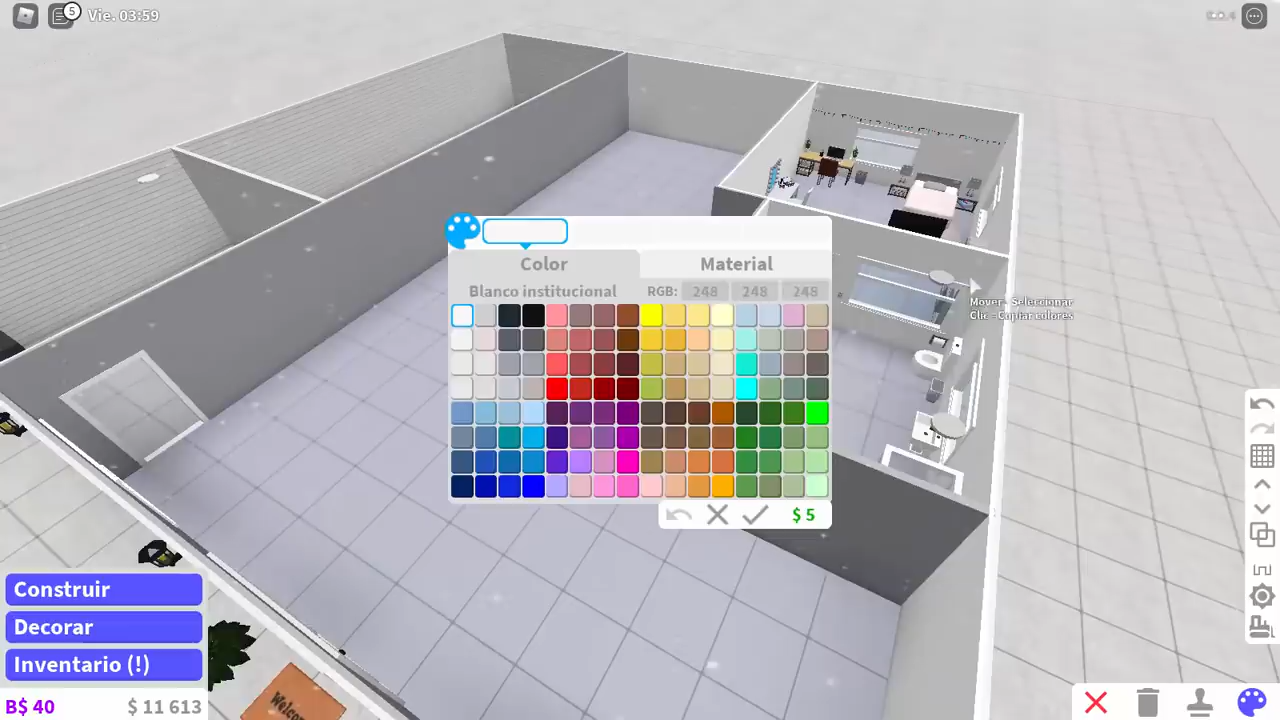 5
Vie. 03:59
Color
Material
Blanco institucional
RGB: 248 248 248
Mover - Seleccionar
Clic - Copiar colores
$ 5
Construir
Decorar
Inventario (!)
B$ 40
$ 11 613
Welcome